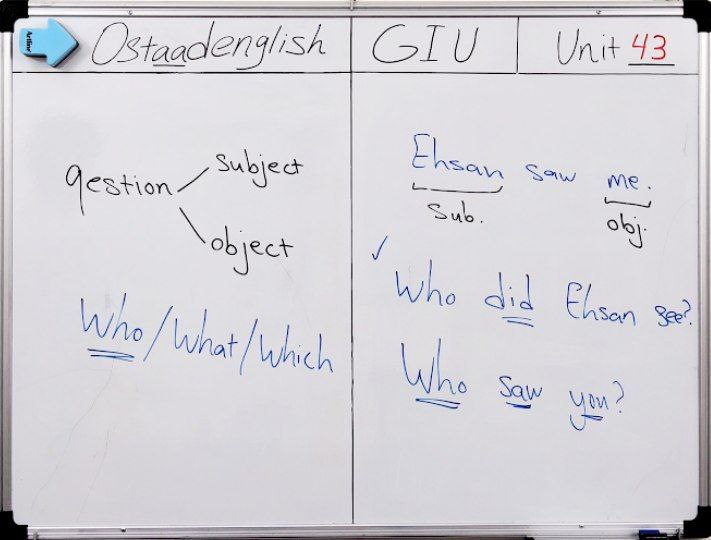 Artline
Ostaadenglish
GIU
Unit 43
qestion
subject
object
Who/What/Which
Ehsan saw me.
Sub.
obj.
✓
Who did Ehsan see?
Who saw you?